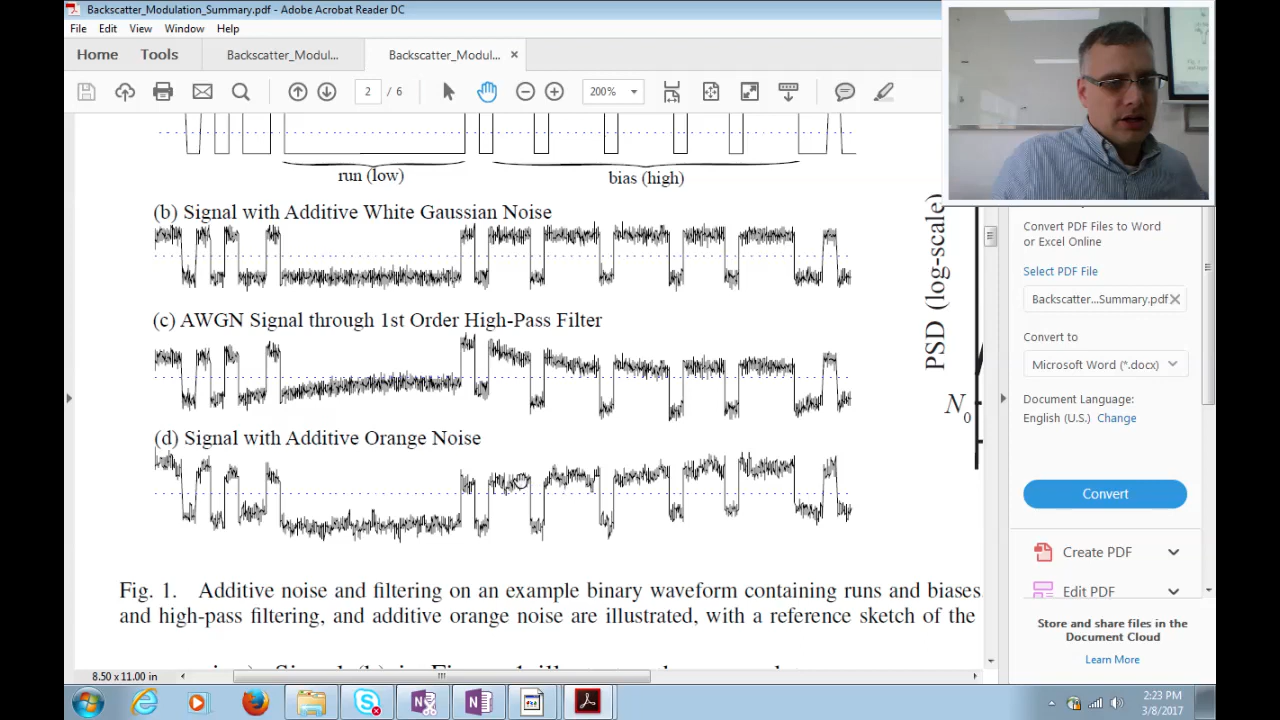 Backscatter_Modulation_Summary.pdf - Adobe Acrobat Reader DC
File Edit View Window Help
Home Tools Backscatter_Modul... Backscatter_Modul... ×
2 / 6 200%
run (low) bias (high)
(b) Signal with Additive White Gaussian Noise
(c) AWGN Signal through 1st Order High-Pass Filter
(d) Signal with Additive Orange Noise
PSD (log-scale)
N0
Fig. 1. Additive noise and filtering on an example binary waveform containing runs and biases
and high-pass filtering, and additive orange noise are illustrated, with a reference sketch of the
Convert PDF Files to Word
or Excel Online
Select PDF File
Backscatter...Summary.pdf ×
Convert to
Microsoft Word (*.docx)
Document Language:
English (U.S.) Change
Convert
Create PDF
Edit PDF
Store and share files in the
Document Cloud
Learn More
8.50 x 11.00 in
2:23 PM
3/8/2017